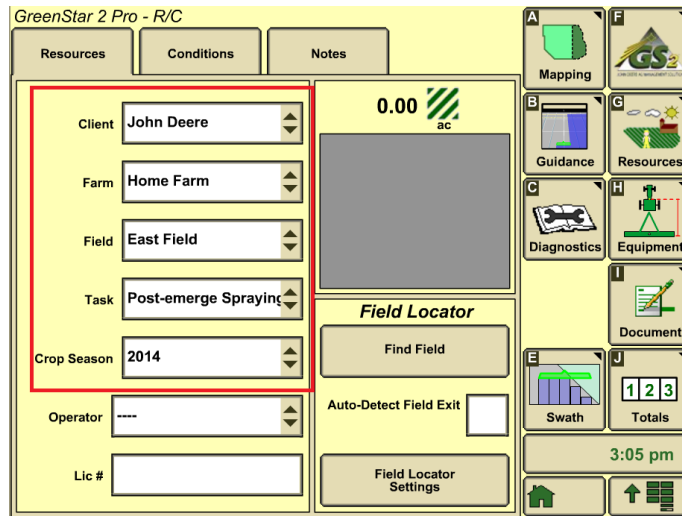 GreenStar 2 Pro - R/C
Resources
Conditions
Notes
Client
John Deere
Farm
Home Farm
Field
East Field
Task
Post-emerge Spraying
Crop Season
2014
Operator
----
Lic #
0.00
ac
Field Locator
Find Field
Auto-Detect Field Exit
Field Locator
Settings
A
Mapping
F
GS2
B
Guidance
G
Resources
C
Diagnostics
H
Equipment
I
Document
E
Swath
J
1 2 3
Totals
3:05 pm